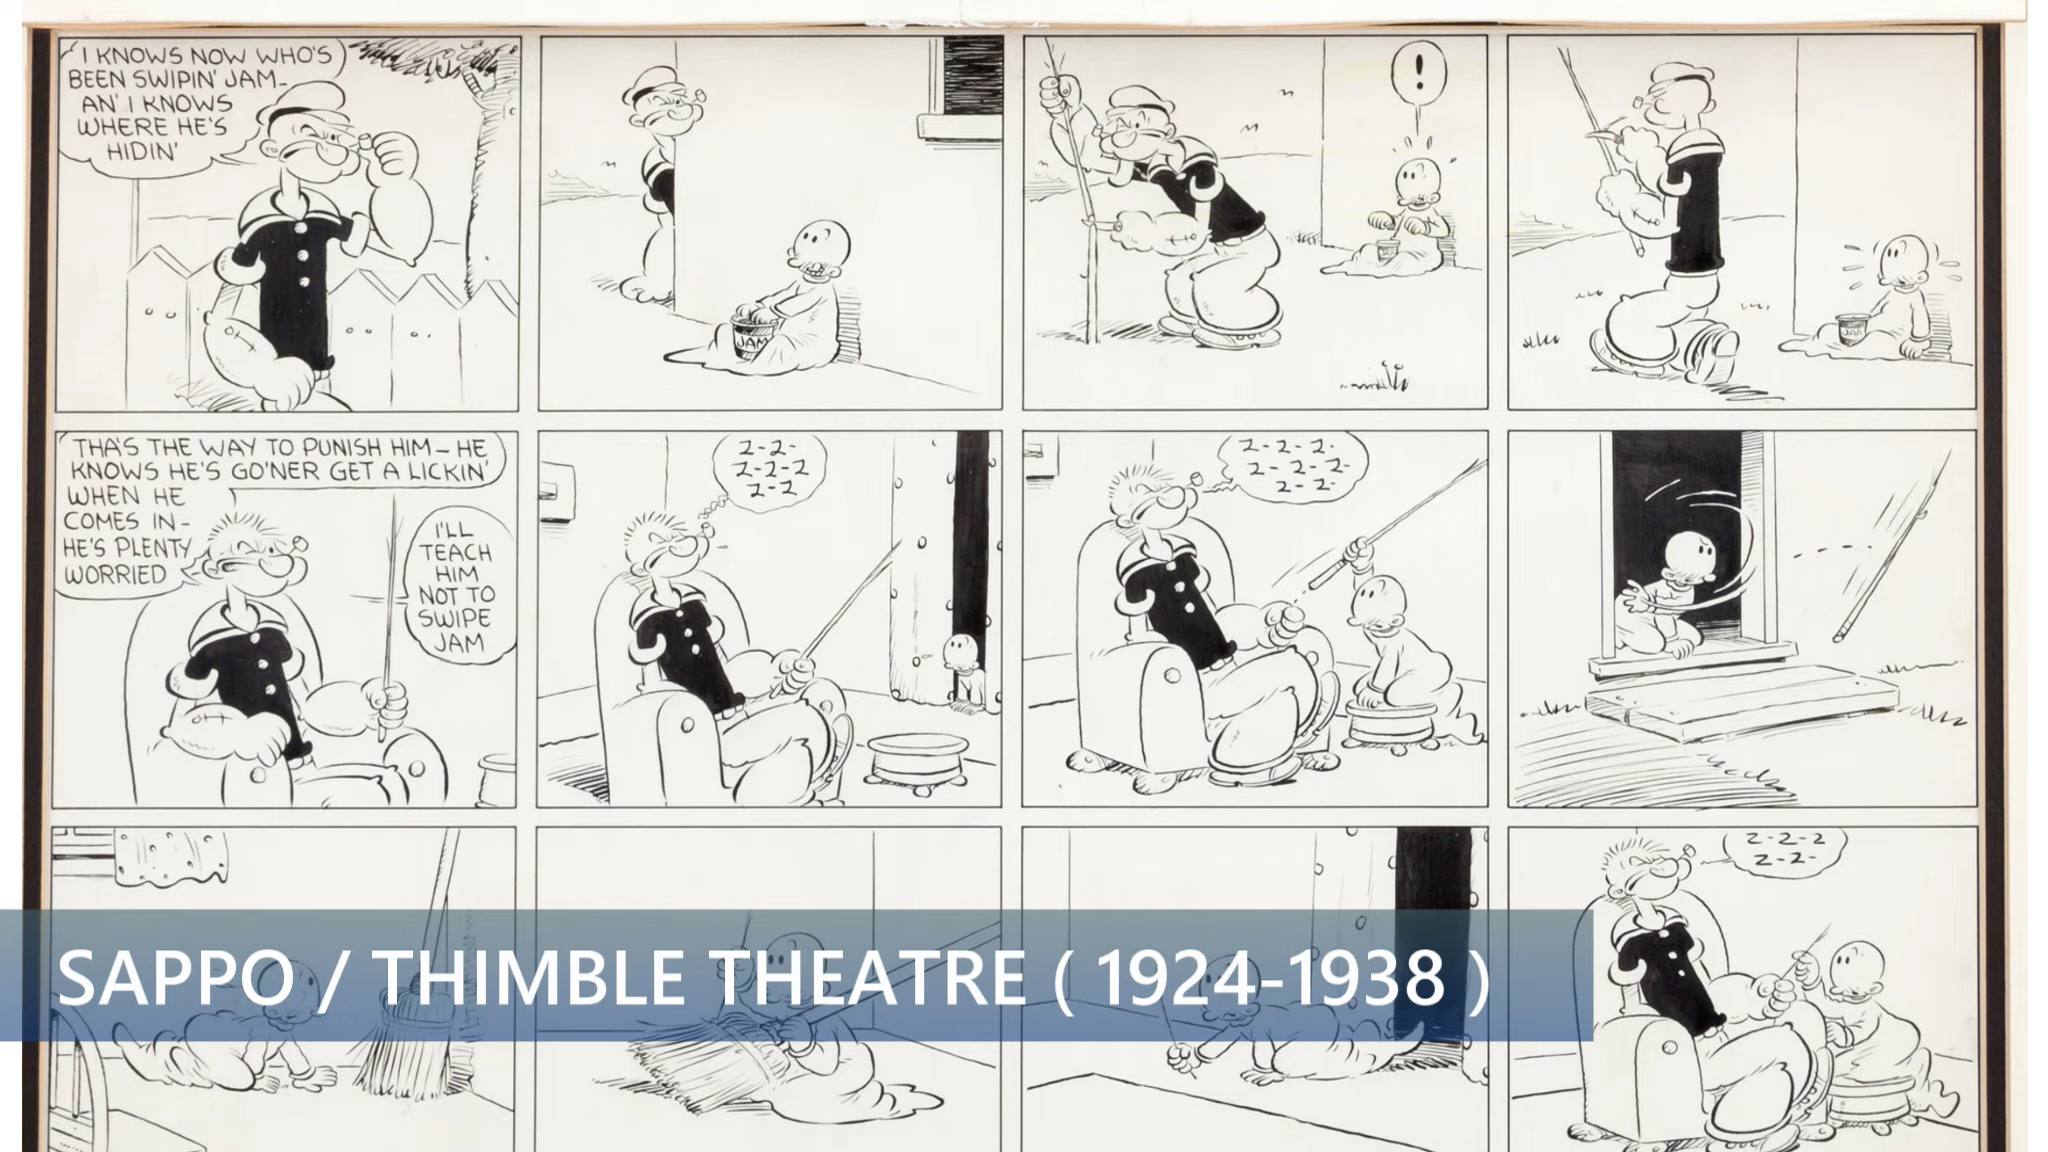 I KNOWS NOW WHO'S
BEEN SWIPIN' JAM-
AN' I KNOWS
WHERE HE'S
HIDIN'
JAM
!
JAM
THA'S THE WAY TO PUNISH HIM - HE
KNOWS HE'S GO'NER GET A LICKIN'
WHEN HE
COMES IN-
HE'S PLENTY
WORRIED
I'LL
TEACH
HIM
NOT TO
SWIPE
JAM
Z-Z-
Z-Z-Z
Z-Z
Z-Z-Z-
Z-Z-Z-
Z-Z-
Z-Z-Z
Z-Z-
SAPPO / THIMBLE THEATRE ( 1924-1938 )